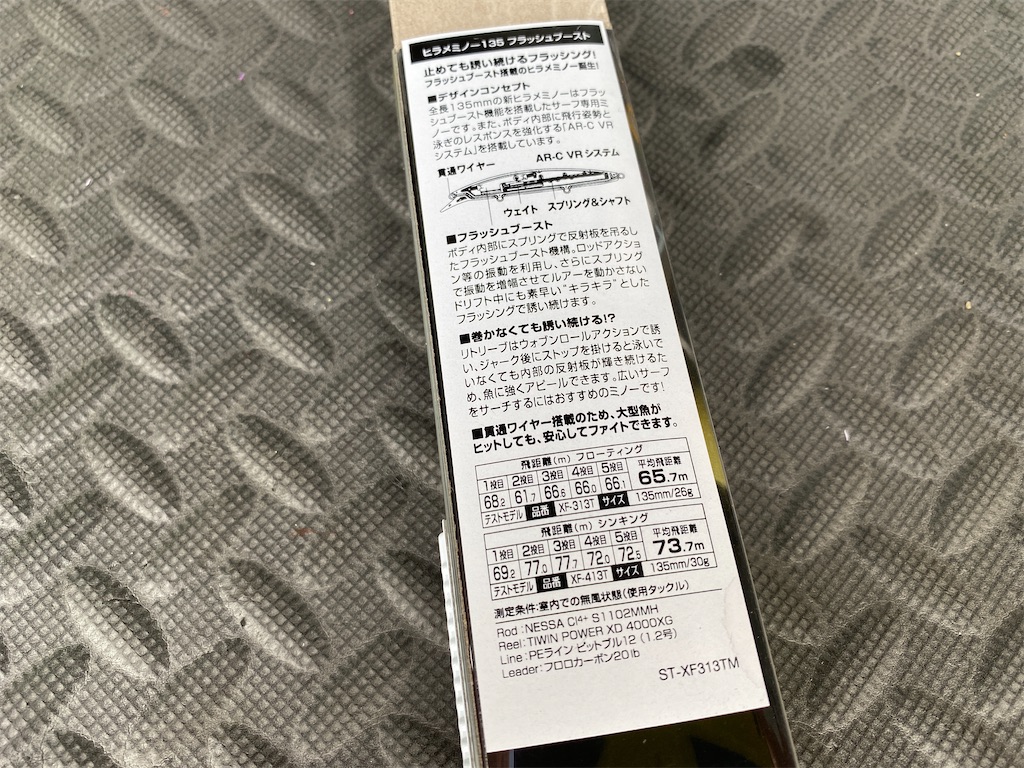 ヒラメミノー135 フラッシュブースト
止めても誘い続けるフラッシング!
フラッシュブースト搭載のヒラメミノー誕生!
■デザインコンセプト
全長135mmの新ヒラメミノーはフラッ
シュブースト機能を搭載したサーフ専用ミ
ノーです。また、ボディ内部に飛行姿勢と
泳ぎのレスポンスを強化する「AR-C VR
システム」を搭載しています。
貫通ワイヤー AR-C VRシステム
ウェイト スプリング&シャフト
■フラッシュブースト
ボディ内部にスプリングで反射板を吊るし
たフラッシュブースト機構。ロッドアクショ
ン等の振動を利用し、さらにスプリング
で振動を増幅させてルアーを動かさない
ドリフト中にも素早い"キラキラ"とした
フラッシングで誘い続けます。
■巻かなくても誘い続ける!?
リトリーブはウォブンロールアクションで誘
い、ジャーク後にストップを掛けると泳いで
いなくても内部の反射板が輝き続けるた
め、魚に強くアピールできます。広いサーフ
をサーチするにはおすすめのミノーです!
■貫通ワイヤー搭載のため、大型魚が
ヒットしても、安心してファイトできます。
飛距離(m) フローティング
1投目 2投目 3投目 4投目 5投目 平均飛距離
68.2 61.7 66.6 66.0 66.1 65.7m
テストモデル 品番 XF-313T サイズ 135mm/26g
飛距離(m) シンキング
1投目 2投目 3投目 4投目 5投目 平均飛距離
69.2 77.0 77.7 72.0 72.5 73.7m
テストモデル 品番 XF-413T サイズ 135mm/30g
測定条件:室内での無風状態(使用タックル)
Rod :NESSA CI4+ S1102MMH
Reel:TIWIN POWER XD 4000XG
Line :PEライン ピットブル12 (1.2号)
Leader:フロロカーボン20lb
ST-XF313TM